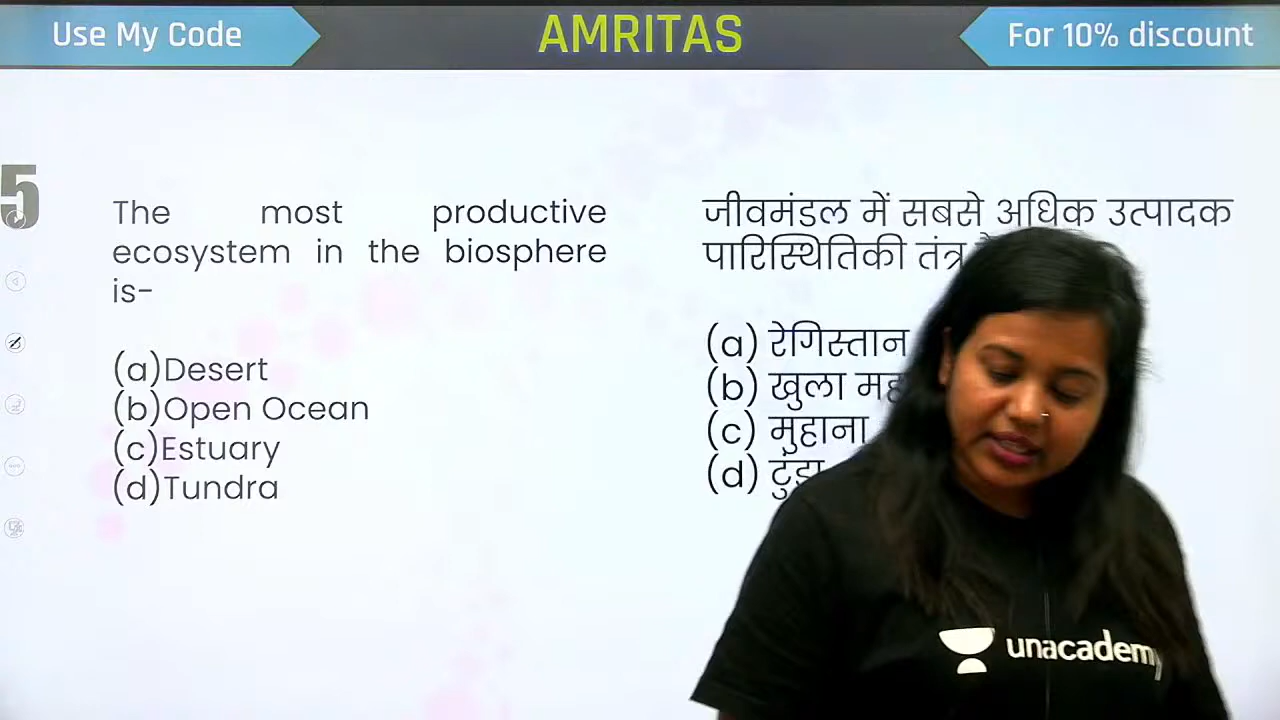 Use My Code
AMRITAS
For 10% discount
5
The most productive
ecosystem in the biosphere
is-
(a)Desert
(b)Open Ocean
(c)Estuary
(d)Tundra
जीवमंडल में सबसे अधिक उत्पादक
पारिस्थितिकी तंत्र
(a) रेगिस्तान
(b) खुला
(c) मुहाना
(d) टुंड्रा
unacademy